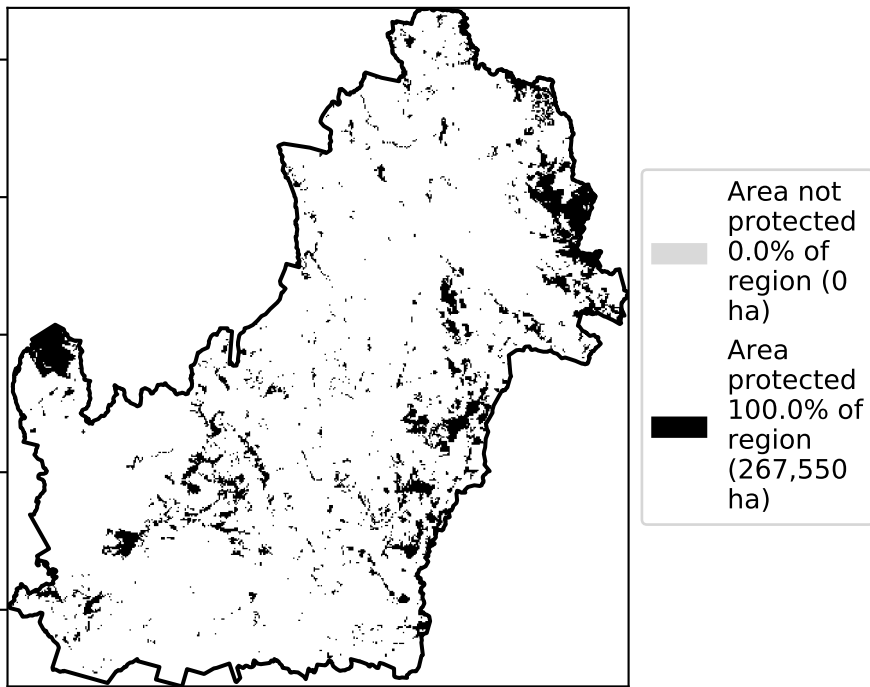 Area not
protected
0.0% of
region (0
ha)
Area
protected
100.0% of
region
(267,550
ha)